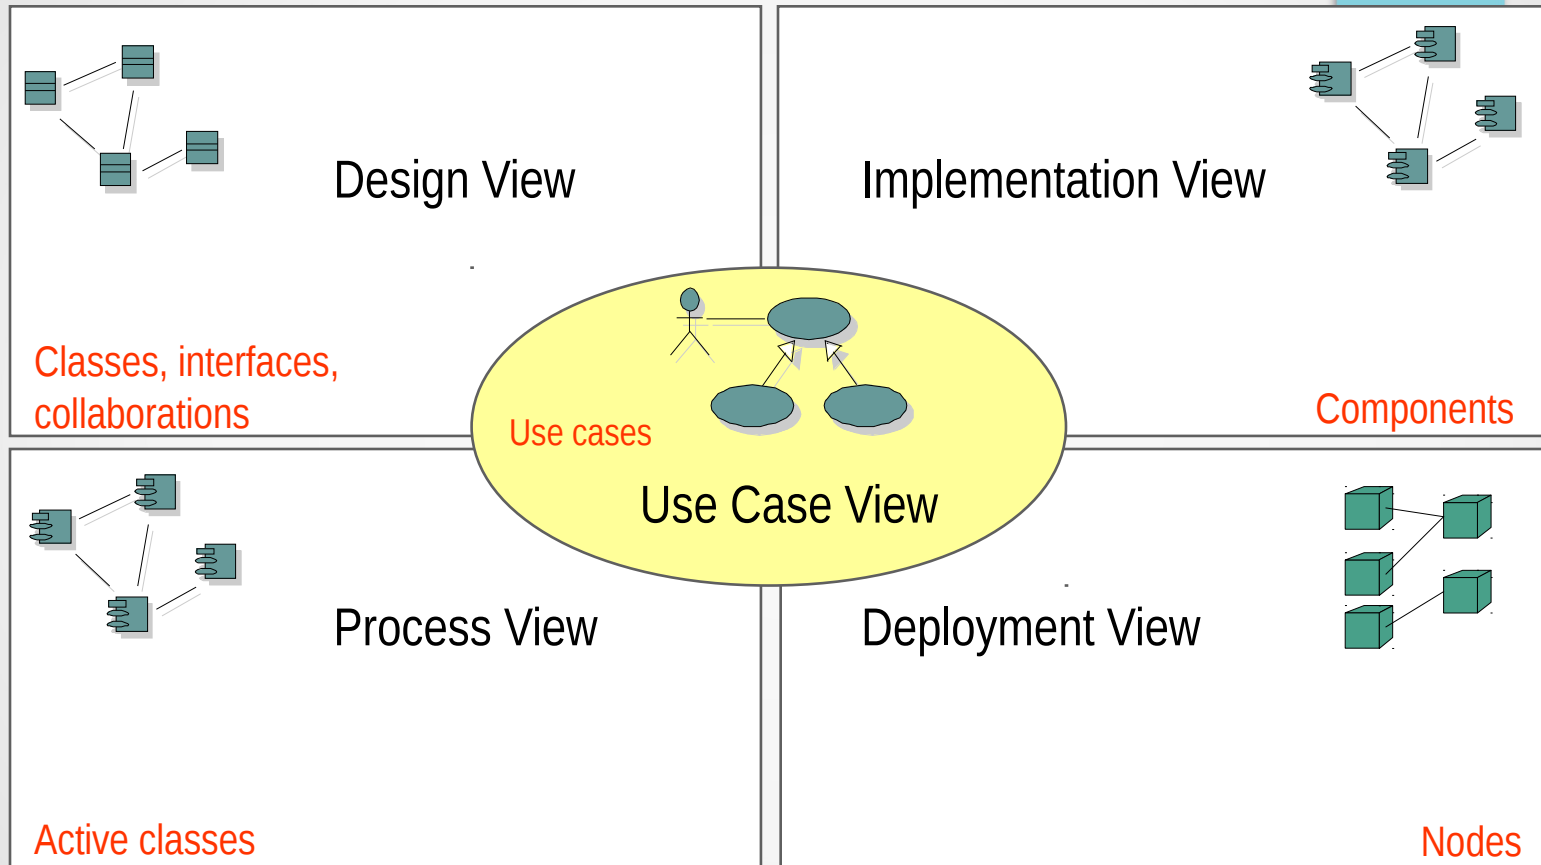 Design View
Implementation View
Classes, interfaces,
collaborations
Components
Use cases
Use Case View
Process View
Deployment View
Active classes
Nodes